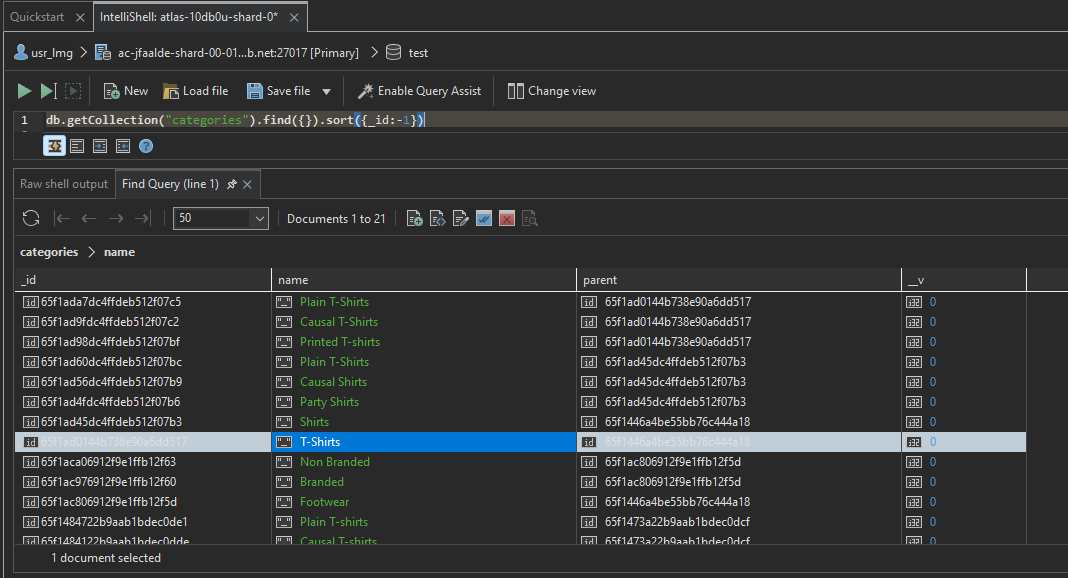 Quickstart
IntelliShell: atlas-10db0u-shard-0*
usr_lmg
ac-jfaalde-shard-00-01...b.net:27017 [Primary]
test
New
Load file
Save file
Enable Query Assist
Change view
1 db.getCollection("categories").find({}).sort({_id:-1})
Raw shell output
Find Query (line 1)
50
Documents 1 to 21
categories
name
_id name parent __v
65f1ada7dc4ffdeb512f07c5 Plain T-Shirts 65f1ad0144b738e90a6dd517 0
65f1ad9fdc4ffdeb512f07c2 Causal T-Shirts 65f1ad0144b738e90a6dd517 0
65f1ad98dc4ffdeb512f07bf Printed T-shirts 65f1ad0144b738e90a6dd517 0
65f1ad60dc4ffdeb512f07bc Plain T-Shirts 65f1ad45dc4ffdeb512f07b3 0
65f1ad56dc4ffdeb512f07b9 Causal Shirts 65f1ad45dc4ffdeb512f07b3 0
65f1ad4fdc4ffdeb512f07b6 Party Shirts 65f1ad45dc4ffdeb512f07b3 0
65f1ad45dc4ffdeb512f07b3 Shirts 65f1446a4be55bb76c444a18 0
65f1ad0144b738e90a6dd517 T-Shirts 65f1446a4be55bb76c444a18 0
65f1aca06912f9e1ffb12f63 Non Branded 65f1ac806912f9e1ffb12f5d 0
65f1ac976912f9e1ffb12f60 Branded 65f1ac806912f9e1ffb12f5d 0
65f1ac806912f9e1ffb12f5d Footwear 65f1446a4be55bb76c444a18 0
65f1484722b9aab1bdec0de1 Plain T-shirts 65f1473a22b9aab1bdec0dcf 0
65f1484122b9aab1bdec0dde Causal T-shirts 65f1473a22b9aab1bdec0dcf 0
1 document selected